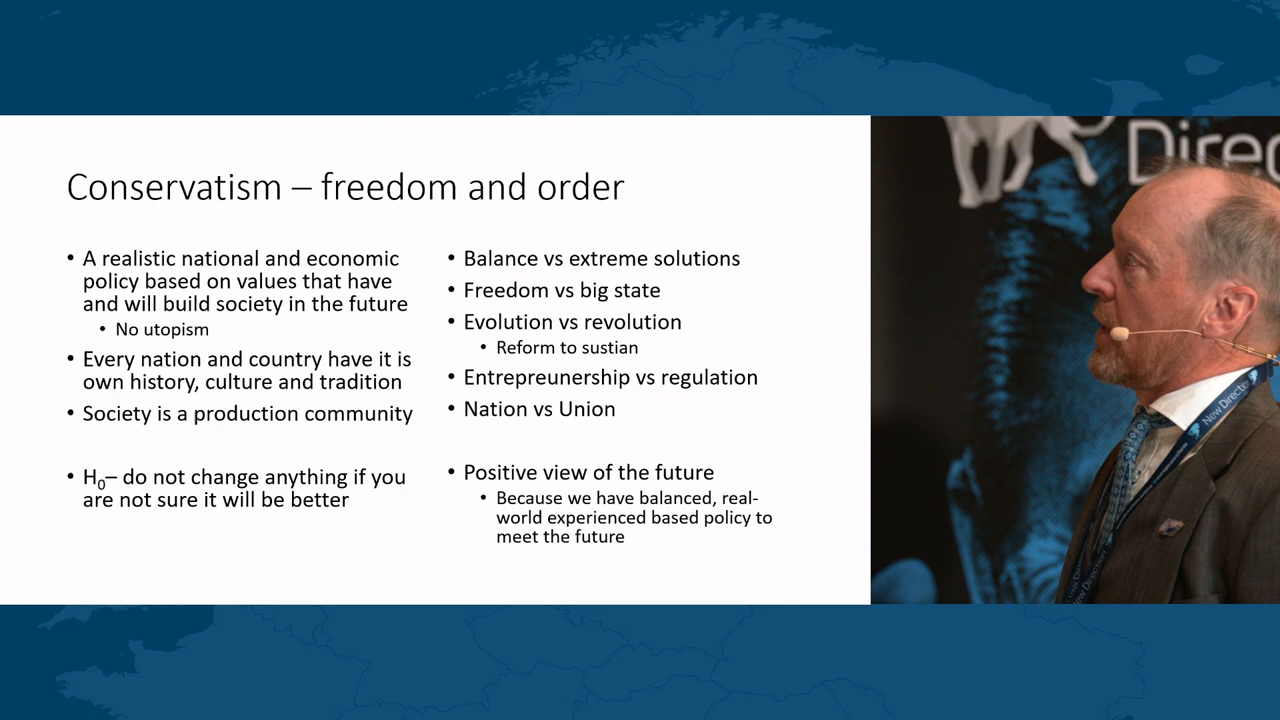 Conservatism – freedom and order
• A realistic national and economic
policy based on values that have
and will build society in the future
• No utopism
• Every nation and country have it is
own history, culture and tradition
• Society is a production community
• H₀– do not change anything if you
are not sure it will be better
• Balance vs extreme solutions
• Freedom vs big state
• Evolution vs revolution
• Reform to sustian
• Entrepreunership vs regulation
• Nation vs Union
• Positive view of the future
• Because we have balanced, real-
world experienced based policy to
meet the future
Direc
New Directio
New Direction